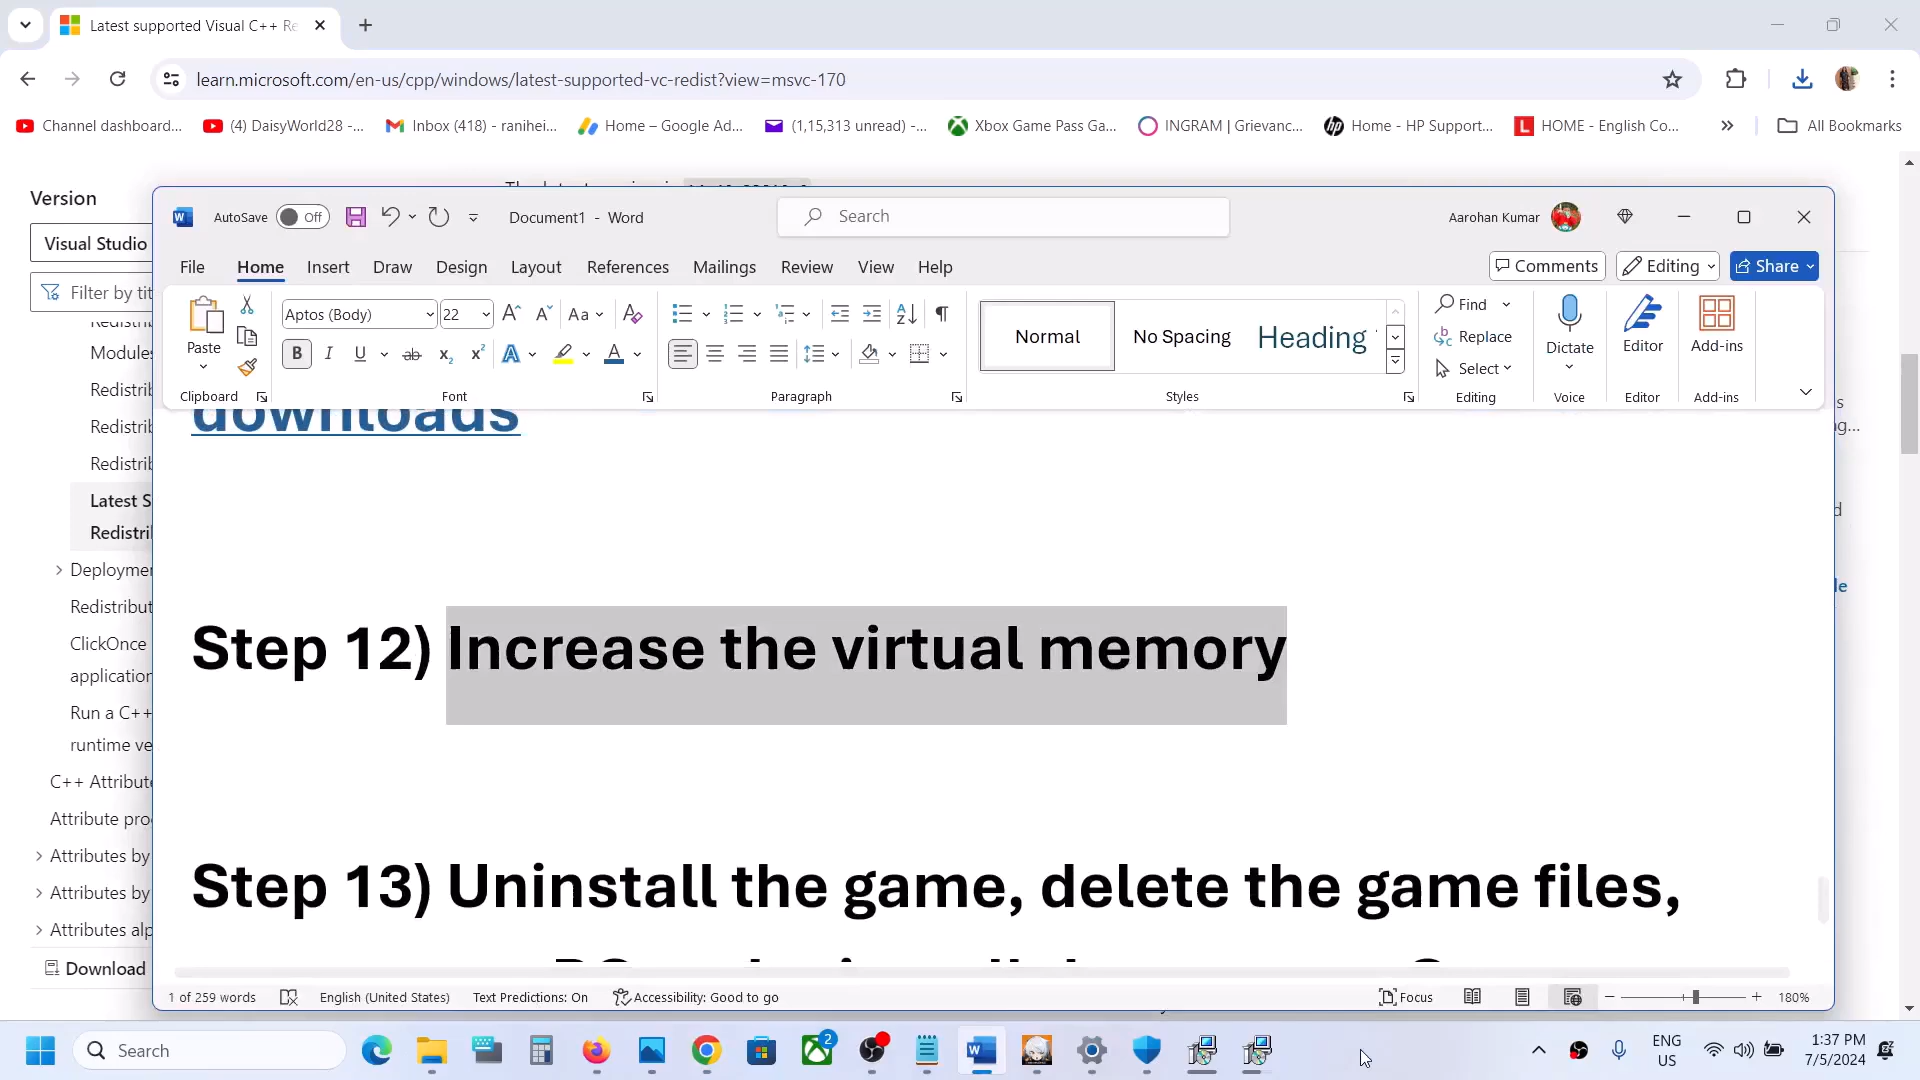 Latest supported Visual C++ Re
learn.microsoft.com/en-us/cpp/windows/latest-supported-vc-redist?view=msvc-170
Channel dashboard...
(4) DaisyWorld28 -...
Inbox (418) - ranihei...
Home – Google Ad...
(1,15,313 unread) -...
Xbox Game Pass Ga...
INGRAM | Grievanc...
Home - HP Support...
HOME - English Co...
All Bookmarks
Version
Visual Studio
Filter by tit
Modules
Redistrib
Redistrib
Redistrib
Latest S
Redistrib
Deployme
Redistribut
ClickOnce
application
Run a C++
runtime ve
C++ Attribute
Attribute pro
Attributes by
Attributes by
Attributes alp
Download
AutoSave Off
Document1 - Word
Search
Aarohan Kumar
File Home Insert Draw Design Layout References Mailings Review View Help
Comments Editing Share
Paste
Clipboard
Aptos (Body) 22
Font
Paragraph
Normal
No Spacing
Heading
Styles
Find
Replace
Select
Editing
Dictate
Voice
Editor
Editor
Add-ins
Add-ins
downloads
Step 12) Increase the virtual memory
Step 13) Uninstall the game, delete the game files,
1 of 259 words
English (United States)
Text Predictions: On
Accessibility: Good to go
Focus
180%
Search
2
ENG
US
1:37 PM
7/5/2024